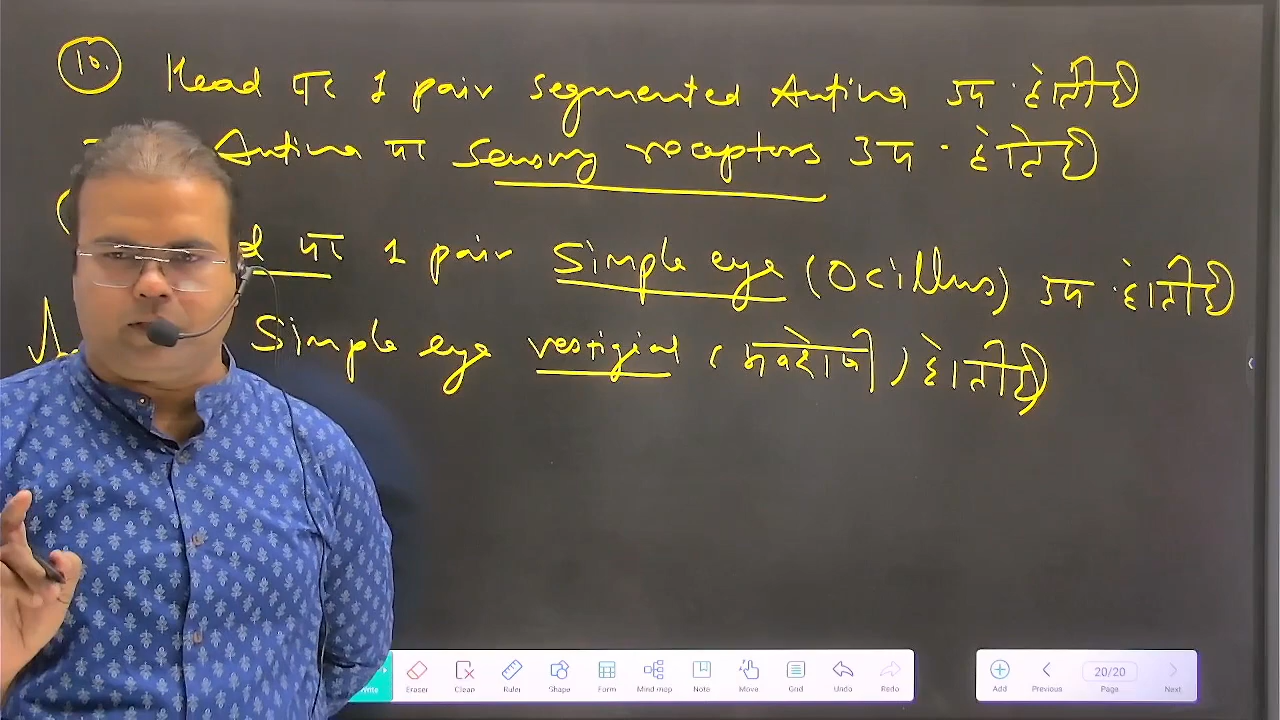 10. Head पर 1 pair segmented Antina उप. होती है
Antina पर sensory receptors उप. होते है
पर 1 pair Simple eye (Ocillus) उप. होती है
Simple eye vestigial (अवशेषी) होती है
Write
Eraser
Clean
Ruler
Shape
Form
Mind map
Note
Move
Grid
Undo
Redo
Add
Previous
20/20
Page
Next